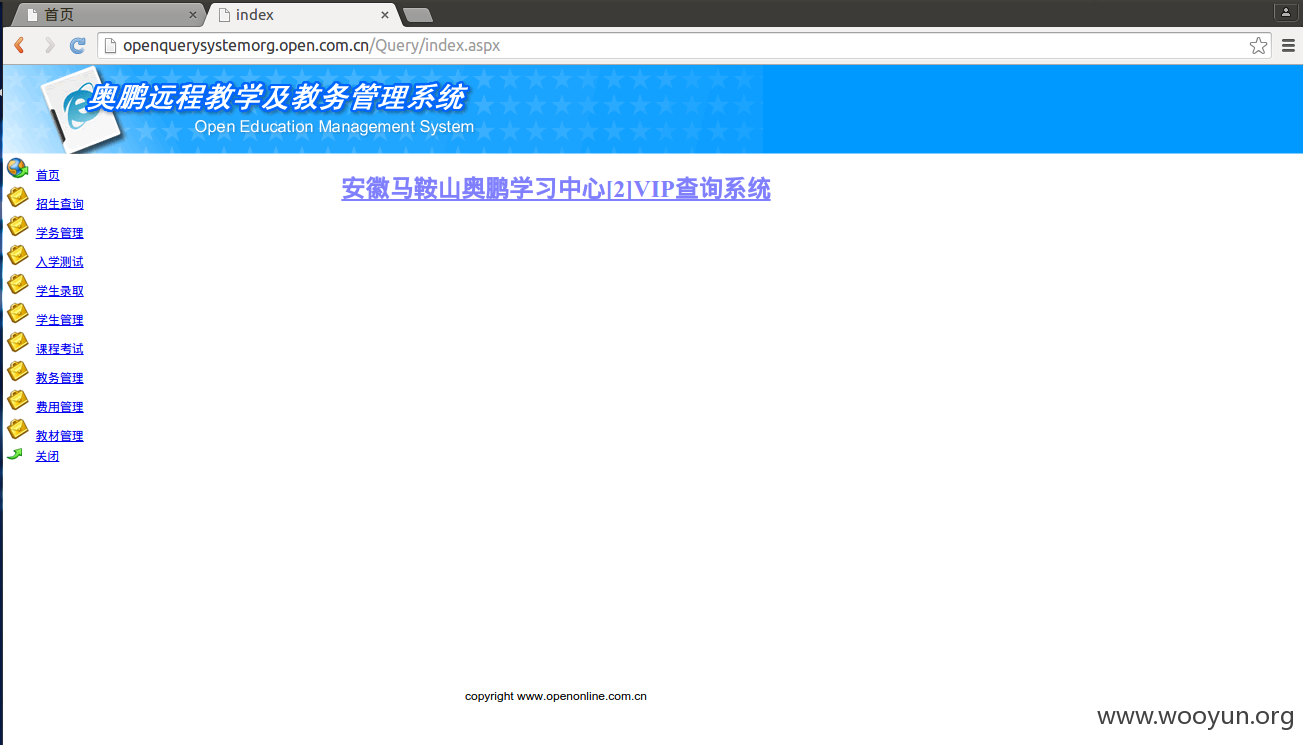 首页
index
openquerysystemorg.open.com.cn/Query/index.aspx
奥鹏远程教学及教务管理系统
Open Education Management System
首页
招生查询
学务管理
入学测试
学生录取
学生管理
课程考试
教务管理
费用管理
教材管理
关闭
安徽马鞍山奥鹏学习中心[2]VIP查询系统
copyright www.openonline.com.cn
www.wooyun.org